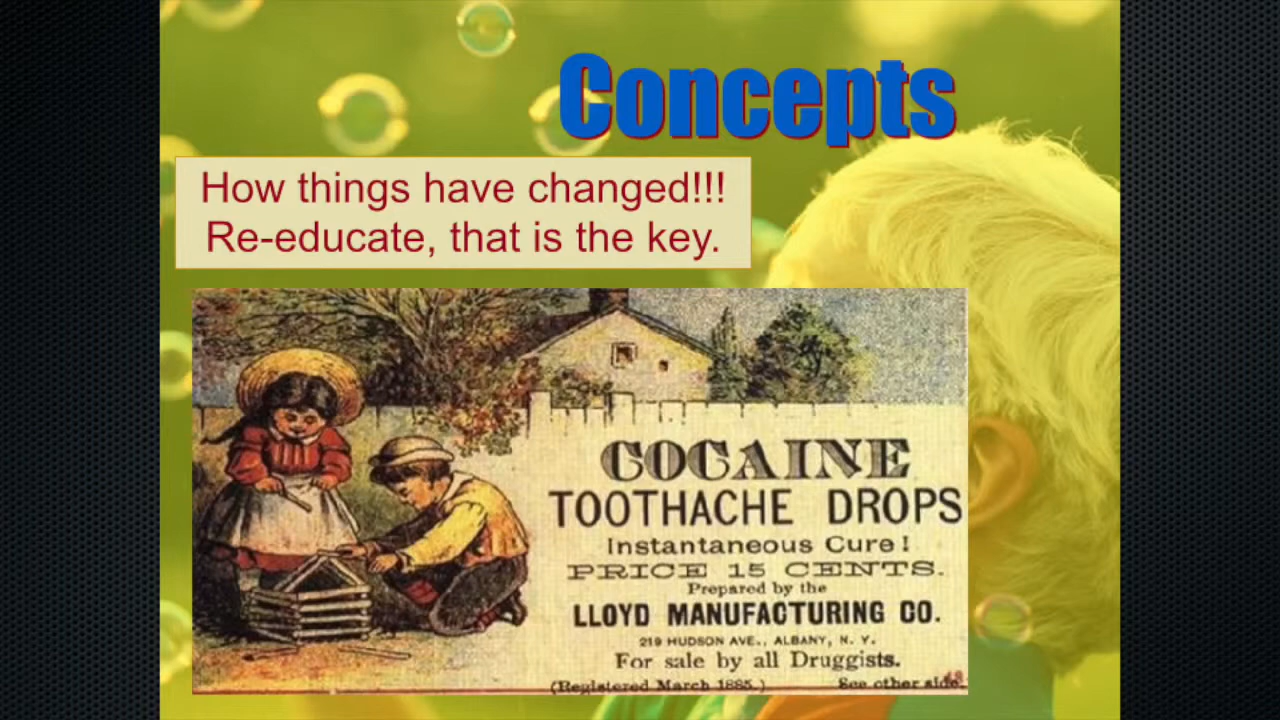 Concepts
How things have changed!!!
Re-educate, that is the key.
COCAINE
TOOTHACHE DROPS
Instantaneous Cure!
PRICE 15 CENTS.
Prepared by the
LLOYD MANUFACTURING CO.
219 HUDSON AVE., ALBANY, N. Y.
For sale by all Druggists.
(Registered March 1885.) See other side.